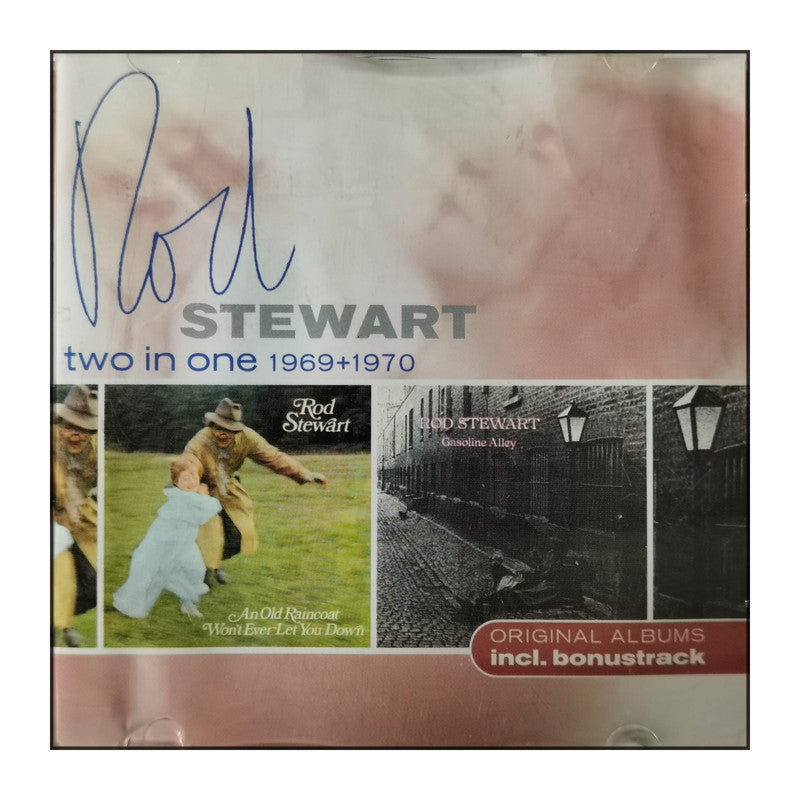 Rod
STEWART
two in one 1969+1970
Rod
Stewart
An Old Raincoat
Won't Ever Let You Down
ROD STEWART
Gasoline Alley
ORIGINAL ALBUMS
incl. bonustrack